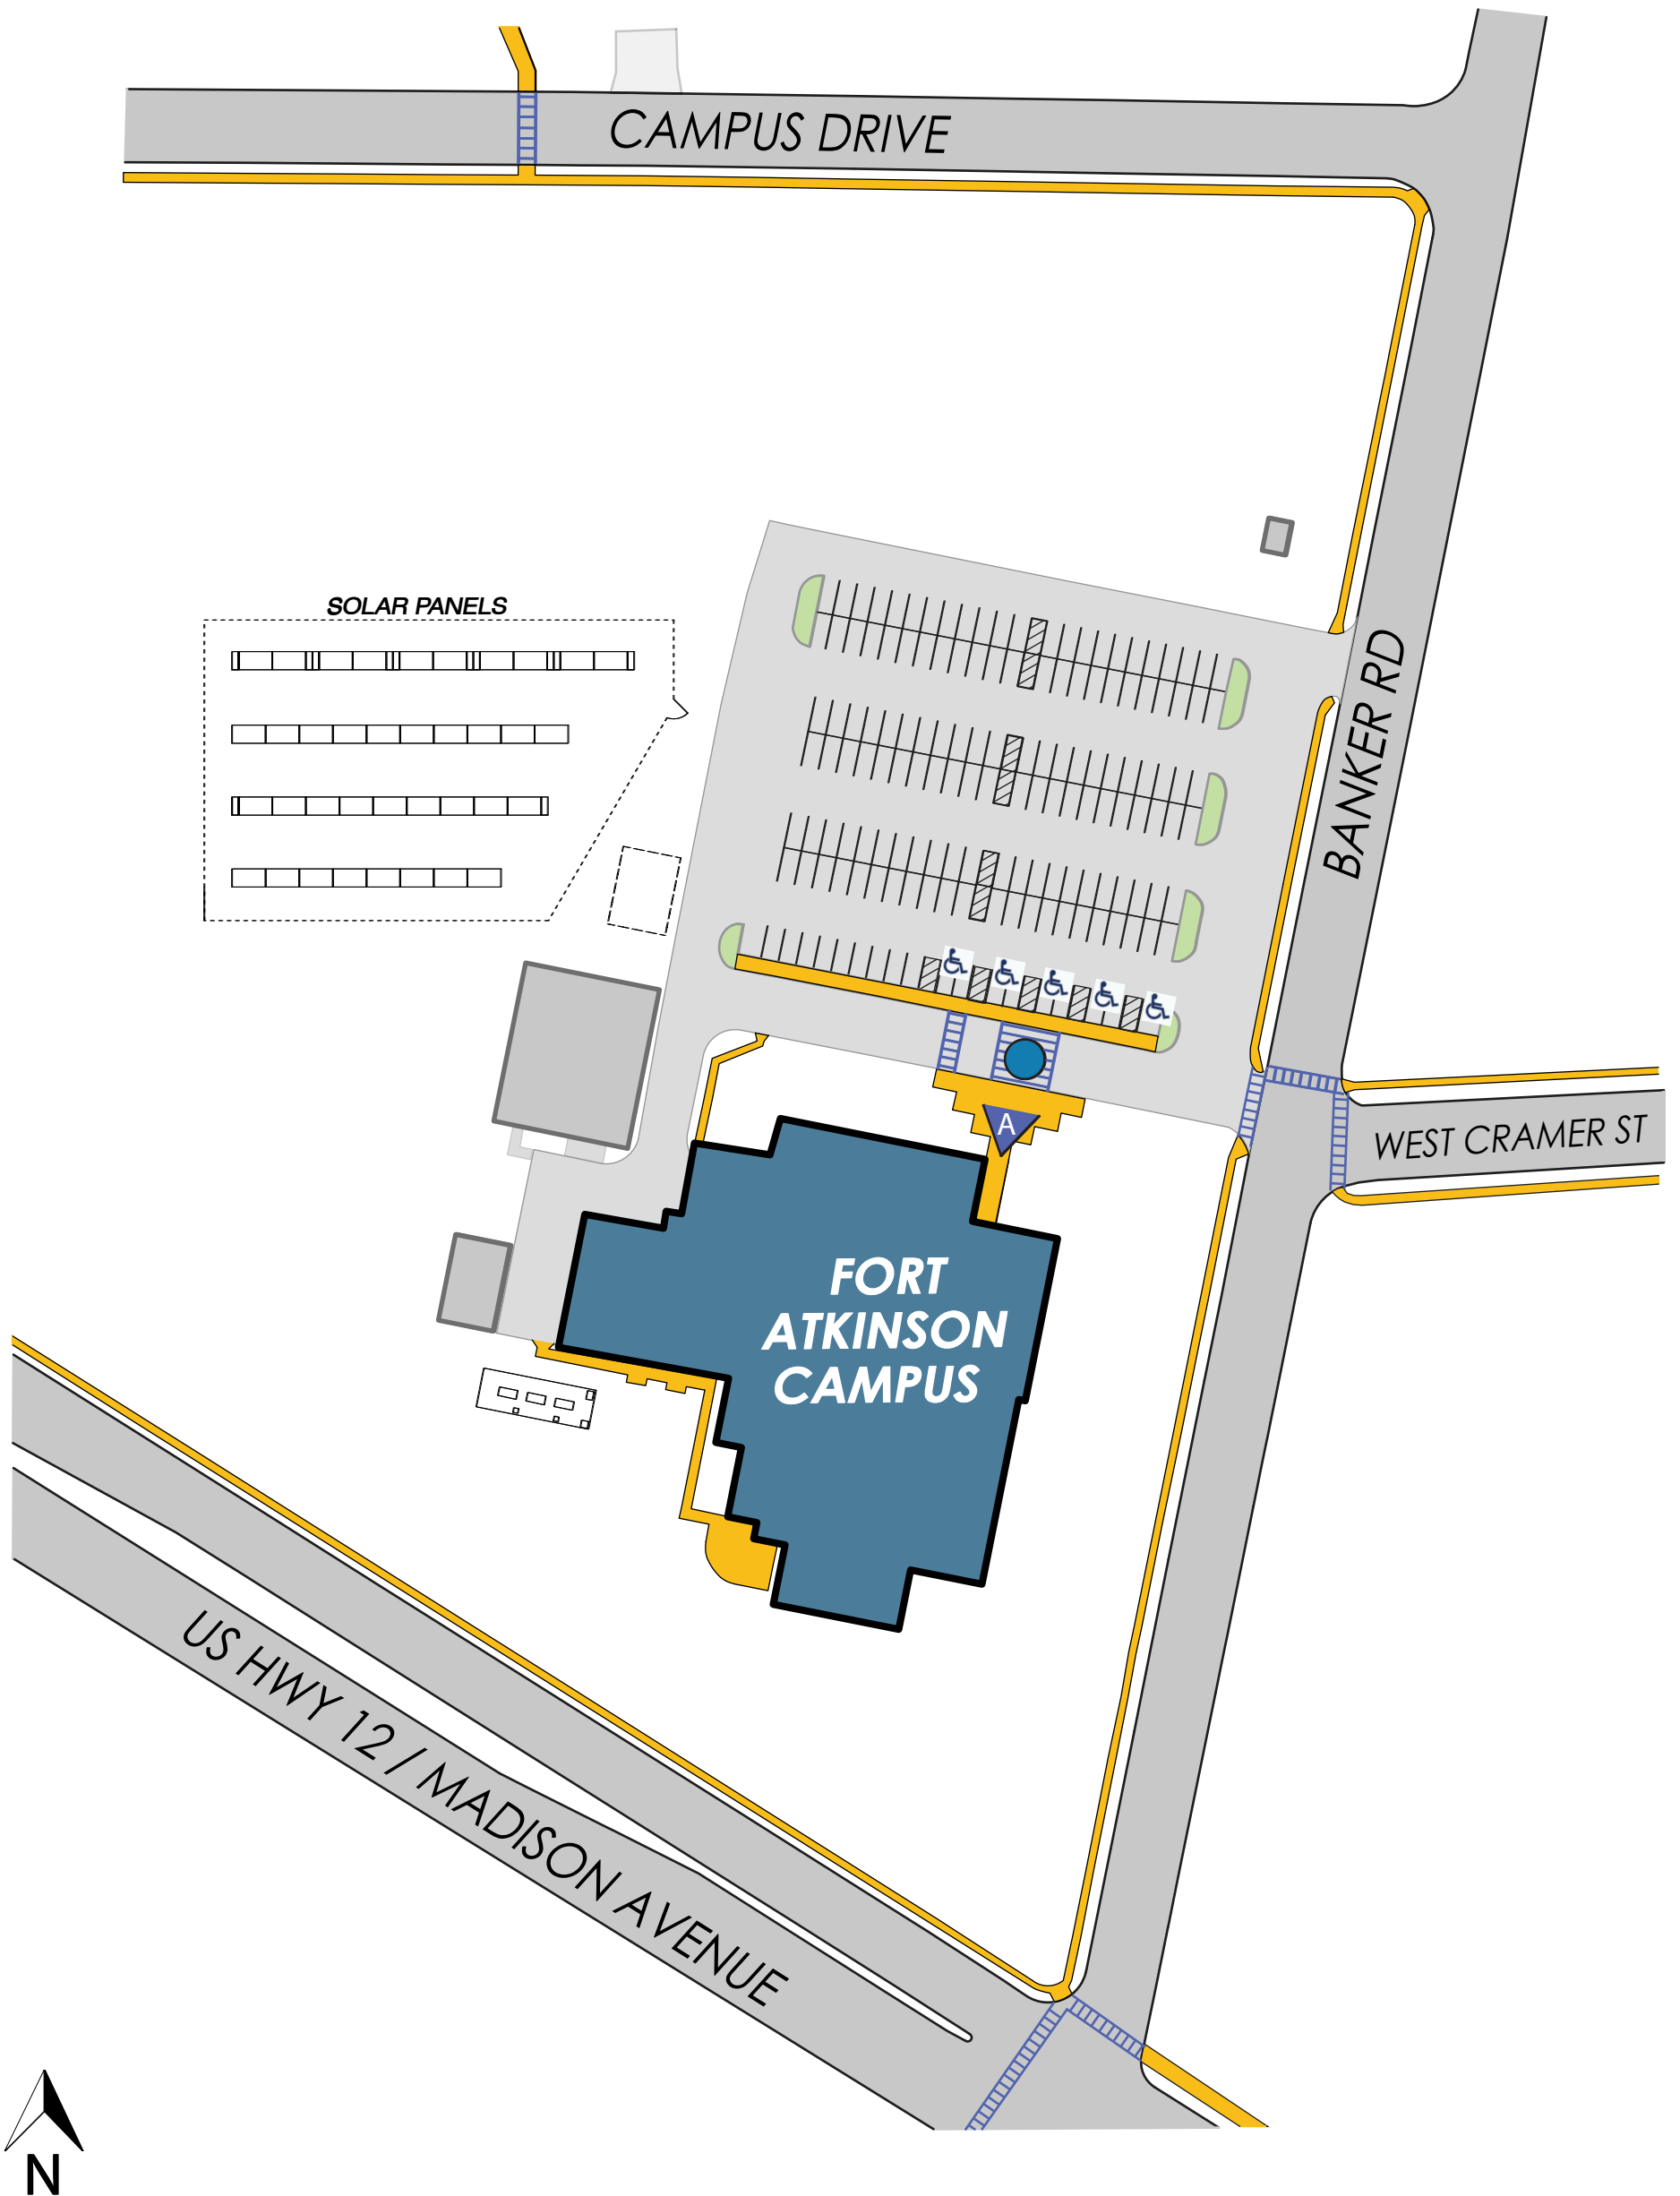 CAMPUS DRIVE
SOLAR PANELS
BANKER RD
A
WEST CRAMER ST
FORT
ATKINSON
CAMPUS
US HWY 12 / MADISON AVENUE
N